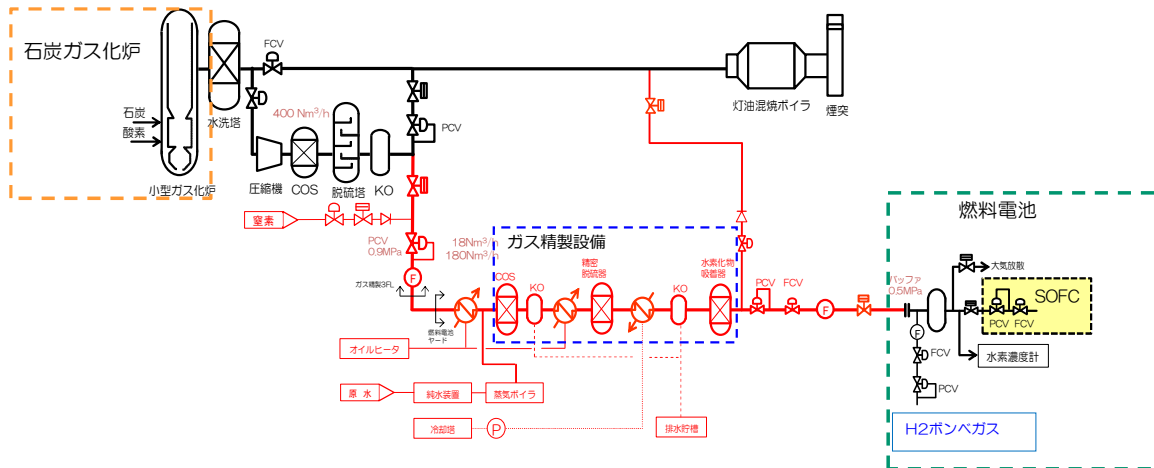 石炭ガス化炉
FCV
石炭
酸素
水洗塔
400 Nm³/h
PCV
小型ガス化炉
圧縮機
COS
脱硫塔
KO
灯油混焼ボイラ
煙突
窒素
PCV
0.9MPa
18Nm³/h
180Nm³/h
ガス精製設備
F
ガス精製3FL
燃料電池
ヤード
COS
KO
精密
脱硫器
KO
水素化物
吸着器
PCV
FCV
F
オイルヒータ
原 水
純水装置
蒸気ボイラ
冷却塔
P
排水貯槽
燃料電池
大気放散
バッファ
0.5MPa
SOFC
PCV
FCV
F
FCV
PCV
水素濃度計
H2ボンベガス